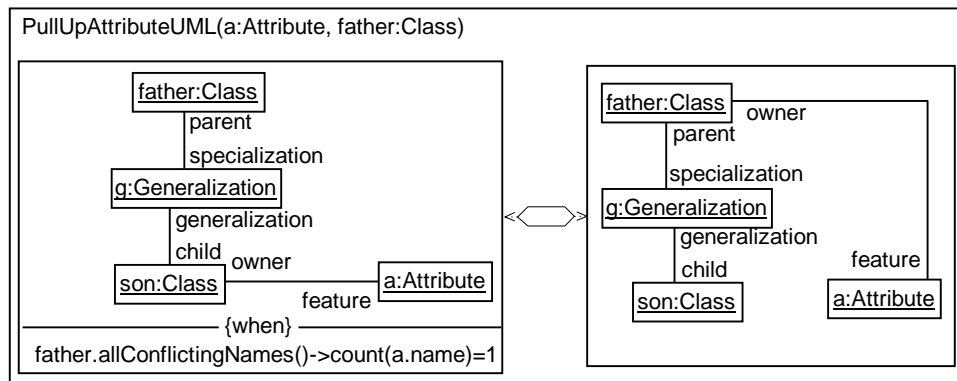 PullUpAttributeUML(a:Attribute, father:Class)
father:Class
parent
specialization
g:Generalization
generalization
child
owner
son:Class
a:Attribute
feature
{when}
father.allConflictingNames()->count(a.name)=1
father:Class
owner
parent
specialization
g:Generalization
generalization
child
feature
son:Class
a:Attribute